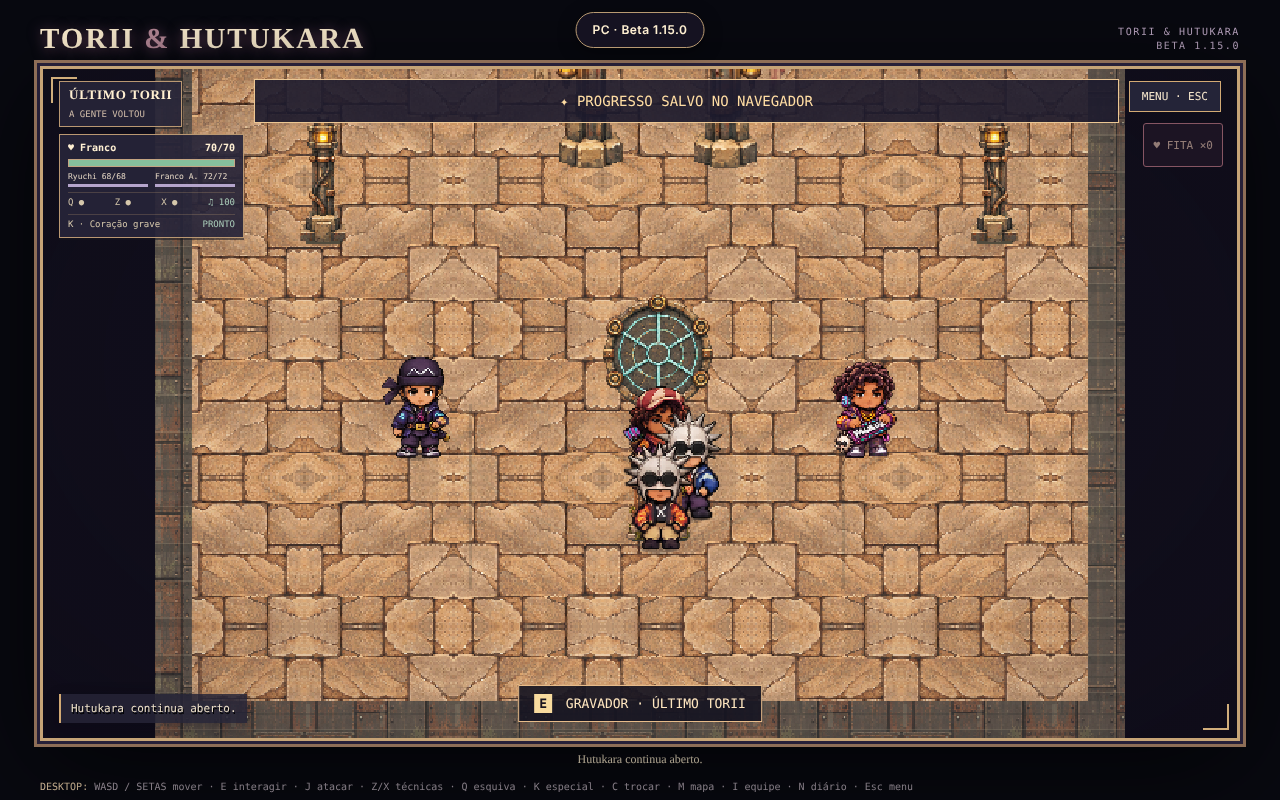 TORII & HUTUKARA
PC · Beta 1.15.0
TORII & HUTUKARA
BETA 1.15.0
ÚLTIMO TORII
A GENTE VOLTOU
✦ PROGRESSO SALVO NO NAVEGADOR
MENU · ESC
♥ FITA ×0
♥ Franco 70/70
Ryuchi 68/68 Franco A. 72/72
Q ● Z ● X ● ♫ 100
K · Coração grave PRONTO
Hutukara continua aberto.
E GRAVADOR · ÚLTIMO TORII
Hutukara continua aberto.
DESKTOP: WASD / SETAS mover · E interagir · J atacar · Z/X técnicas · Q esquiva · K especial · C trocar · M mapa · I equipe · N diário · Esc menu